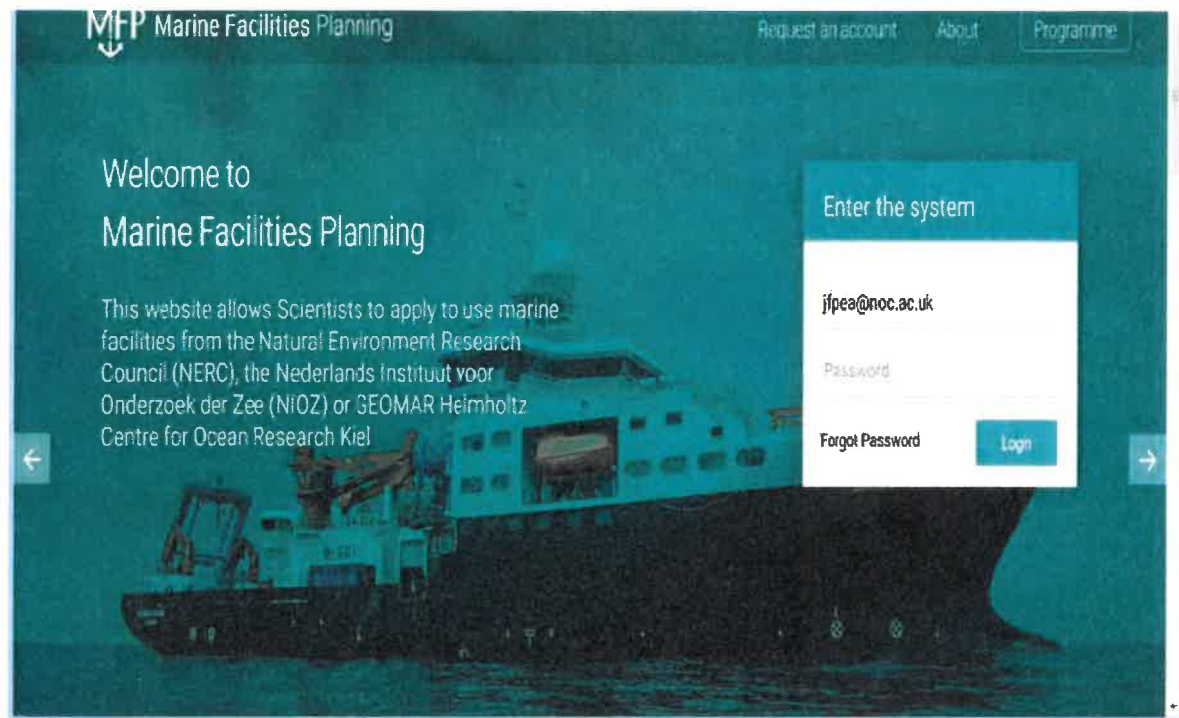 MFP Marine Facilities Planning
Request an account
About
Programme
Welcome to
Marine Facilities Planning
This website allows Scientists to apply to use marine
facilities from the Natural Environment Research
Council (NERC), the Nederlands Instituut voor
Onderzoek der Zee (NIOZ) or GEOMAR Helmholtz
Centre for Ocean Research Kiel
Enter the system
jfpea@noc.ac.uk
Password
Forgot Password
Login